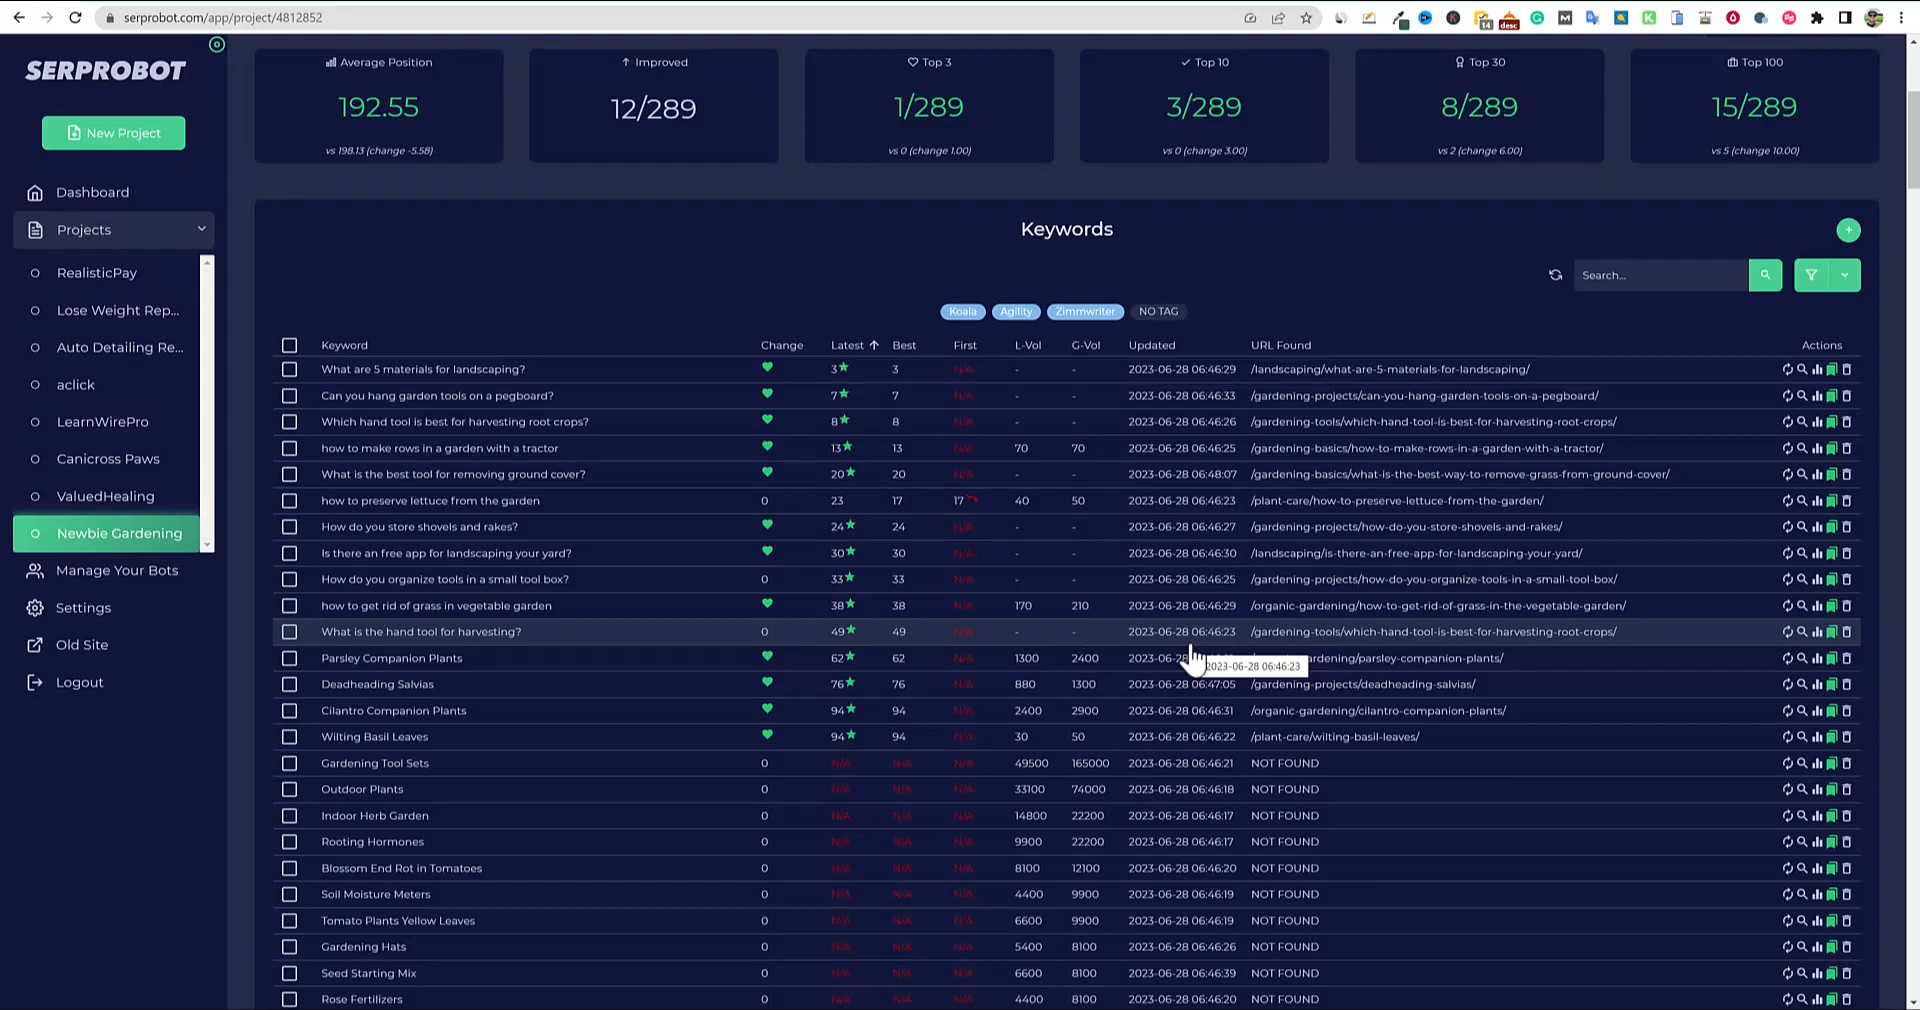 serprobot.com/app/project/4812852
14
desc
SERPROBOT
New Project
Dashboard
Projects
RealisticPay
Lose Weight Rep...
Auto Detailing Re...
aclick
LearnWirePro
Canicross Paws
ValuedHealing
Newbie Gardening
Manage Your Bots
Settings
Old Site
Logout
Average Position
192.55
vs 198.13 (change -5.58)
Improved
12/289
Top 3
1/289
vs 0 (change 1.00)
Top 10
3/289
vs 0 (change 3.00)
Top 30
8/289
vs 2 (change 6.00)
Top 100
15/289
vs 5 (change 10.00)
Keywords
Search...
Koala Agility Zimmwriter NO TAG
Keyword Change Latest Best First L-Vol G-Vol Updated URL Found Actions
What are 5 materials for landscaping? 3 3 N/A - - 2023-06-28 06:46:29 /landscaping/what-are-5-materials-for-landscaping/
Can you hang garden tools on a pegboard? 7 7 N/A - - 2023-06-28 06:46:33 /gardening-projects/can-you-hang-garden-tools-on-a-pegboard/
Which hand tool is best for harvesting root crops? 8 8 N/A - - 2023-06-28 06:46:26 /gardening-tools/which-hand-tool-is-best-for-harvesting-root-crops/
how to make rows in a garden with a tractor 13 13 N/A 70 70 2023-06-28 06:46:25 /gardening-basics/how-to-make-rows-in-a-garden-with-a-tractor/
What is the best tool for removing ground cover? 20 20 N/A - - 2023-06-28 06:48:07 /gardening-basics/what-is-the-best-way-to-remove-grass-from-ground-cover/
how to preserve lettuce from the garden 0 23 17 17 40 50 2023-06-28 06:46:23 /plant-care/how-to-preserve-lettuce-from-the-garden/
How do you store shovels and rakes? 24 24 N/A - - 2023-06-28 06:46:27 /gardening-projects/how-do-you-store-shovels-and-rakes/
Is there an free app for landscaping your yard? 30 30 N/A - - 2023-06-28 06:46:30 /landscaping/is-there-an-free-app-for-landscaping-your-yard/
How do you organize tools in a small tool box? 0 33 33 N/A - - 2023-06-28 06:46:25 /gardening-projects/how-do-you-organize-tools-in-a-small-tool-box/
how to get rid of grass in vegetable garden 38 38 N/A 170 210 2023-06-28 06:46:29 /organic-gardening/how-to-get-rid-of-grass-in-the-vegetable-garden/
What is the hand tool for harvesting? 0 49 49 N/A - - 2023-06-28 06:46:23 /gardening-tools/which-hand-tool-is-best-for-harvesting-root-crops/
Parsley Companion Plants 62 62 N/A 1300 2400 2023-06-28 ardening/parsley-companion-plants/
2023-06-28 06:46:23
Deadheading Salvias 76 76 N/A 880 1300 2023-06-28 06:47:05 /gardening-projects/deadheading-salvias/
Cilantro Companion Plants 94 94 N/A 2400 2900 2023-06-28 06:46:31 /organic-gardening/cilantro-companion-plants/
Wilting Basil Leaves 94 94 N/A 30 50 2023-06-28 06:46:22 /plant-care/wilting-basil-leaves/
Gardening Tool Sets 0 N/A N/A N/A 49500 165000 2023-06-28 06:46:21 NOT FOUND
Outdoor Plants 0 N/A N/A N/A 33100 74000 2023-06-28 06:46:18 NOT FOUND
Indoor Herb Garden 0 N/A N/A N/A 14800 22200 2023-06-28 06:46:17 NOT FOUND
Rooting Hormones 0 N/A N/A N/A 9900 22200 2023-06-28 06:46:17 NOT FOUND
Blossom End Rot in Tomatoes 0 N/A N/A N/A 8100 12100 2023-06-28 06:46:20 NOT FOUND
Soil Moisture Meters 0 N/A N/A N/A 4400 9900 2023-06-28 06:46:19 NOT FOUND
Tomato Plants Yellow Leaves 0 N/A N/A N/A 6600 9900 2023-06-28 06:46:19 NOT FOUND
Gardening Hats 0 N/A N/A N/A 5400 8100 2023-06-28 06:46:26 NOT FOUND
Seed Starting Mix 0 N/A N/A N/A 6600 8100 2023-06-28 06:46:39 NOT FOUND
Rose Fertilizers 0 N/A N/A N/A 4400 8100 2023-06-28 06:46:20 NOT FOUND